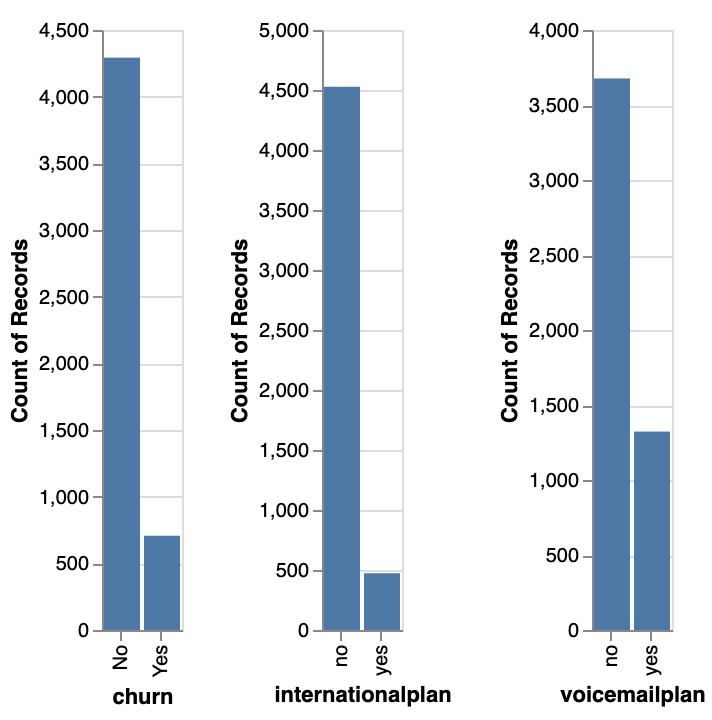 Count of Records
4,500
4,000
3,500
3,000
2,500
2,000
1,500
1,000
500
0
No
Yes
churn
Count of Records
5,000
4,500
4,000
3,500
3,000
2,500
2,000
1,500
1,000
500
0
no
yes
internationalplan
Count of Records
4,000
3,500
3,000
2,500
2,000
1,500
1,000
500
0
no
yes
voicemailplan